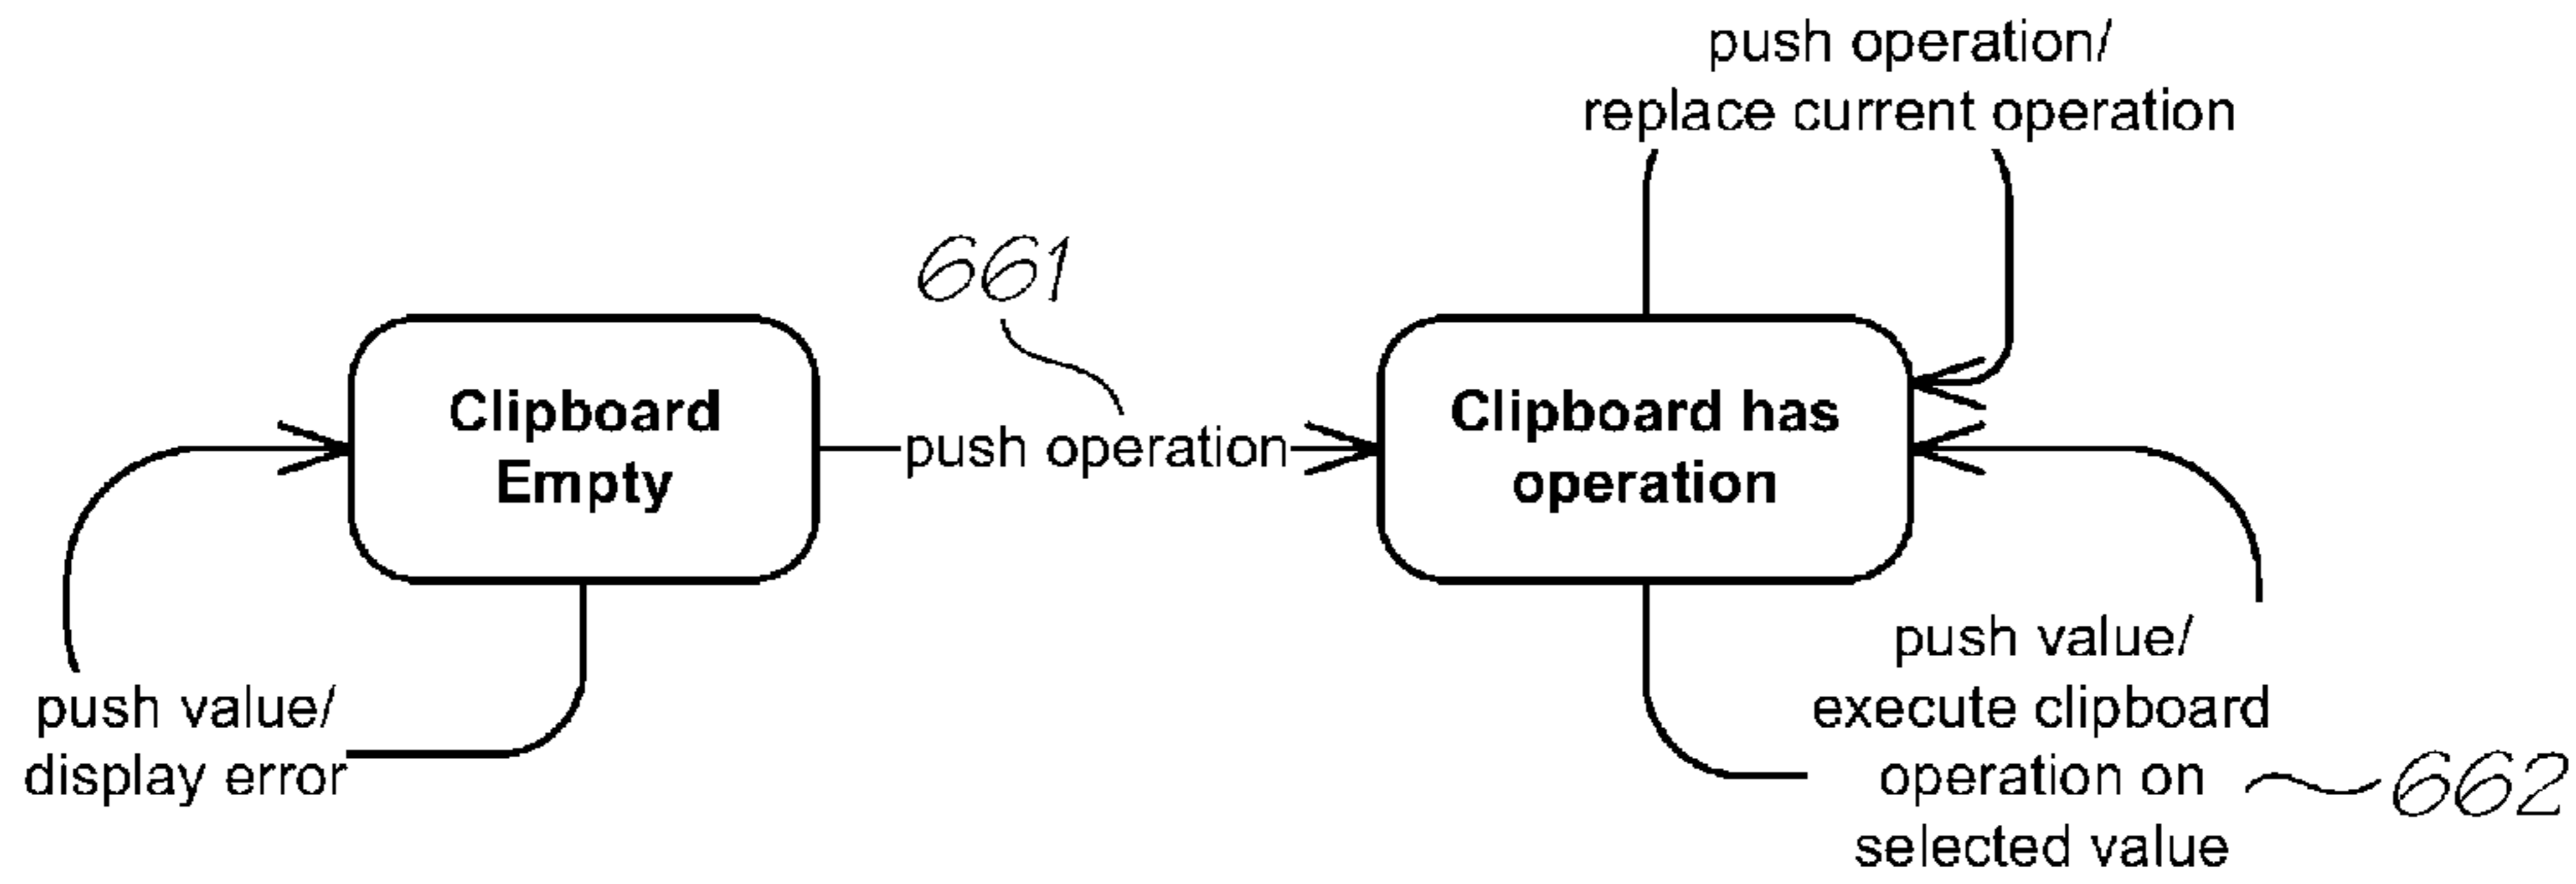 push operation/
replace current operation
661
Clipboard
Empty
push operation
Clipboard has
operation
push value/
display error
push value/
execute clipboard
operation on
selected value
662